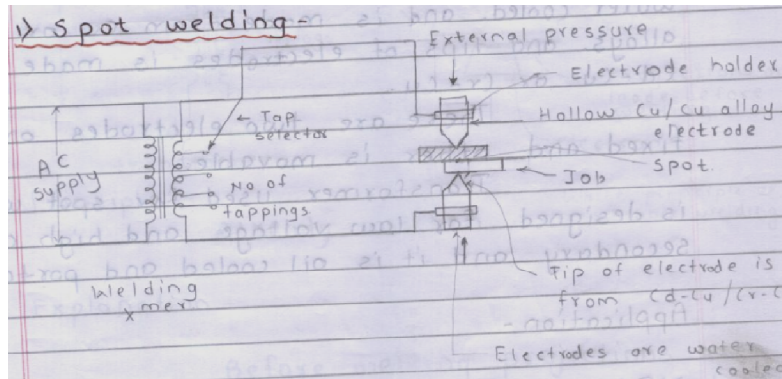 1) Spot welding-
External pressure
Electrode holder
Hollow Cu/Cu alloy
electrode
Tap
selector
AC
supply
No of
tappings
spot.
Job
Tip of electrode is
from Cd-Cu/Cr-C
Welding
xmer
Electrodes are water
cooled